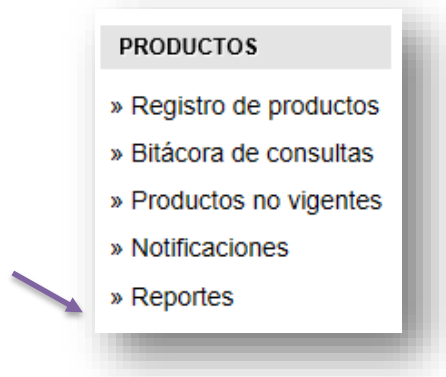 PRODUCTOS
» Registro de productos
» Bitácora de consultas
» Productos no vigentes
» Notificaciones
» Reportes